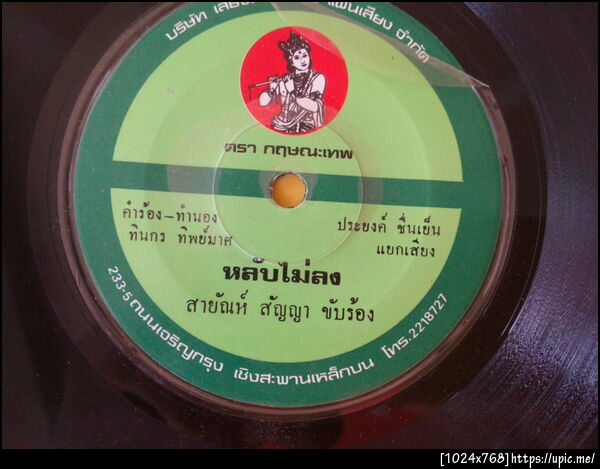 บริษัท เสียง แผ่นเสียง จำกัด
ตรา กฤษณะเทพ
คำร้อง-ทำนอง
ทินกร ทิพย์มาศ
ประยงค์ ชื่นเย็น
แยกเสียง
หลับไม่ลง
สายัณห์ สัญญา ขับร้อง
233-5 ถนนเจริญกรุง เชิงสะพานเหล็กบน โทร.2218727
[1024x768]https://upic.me/